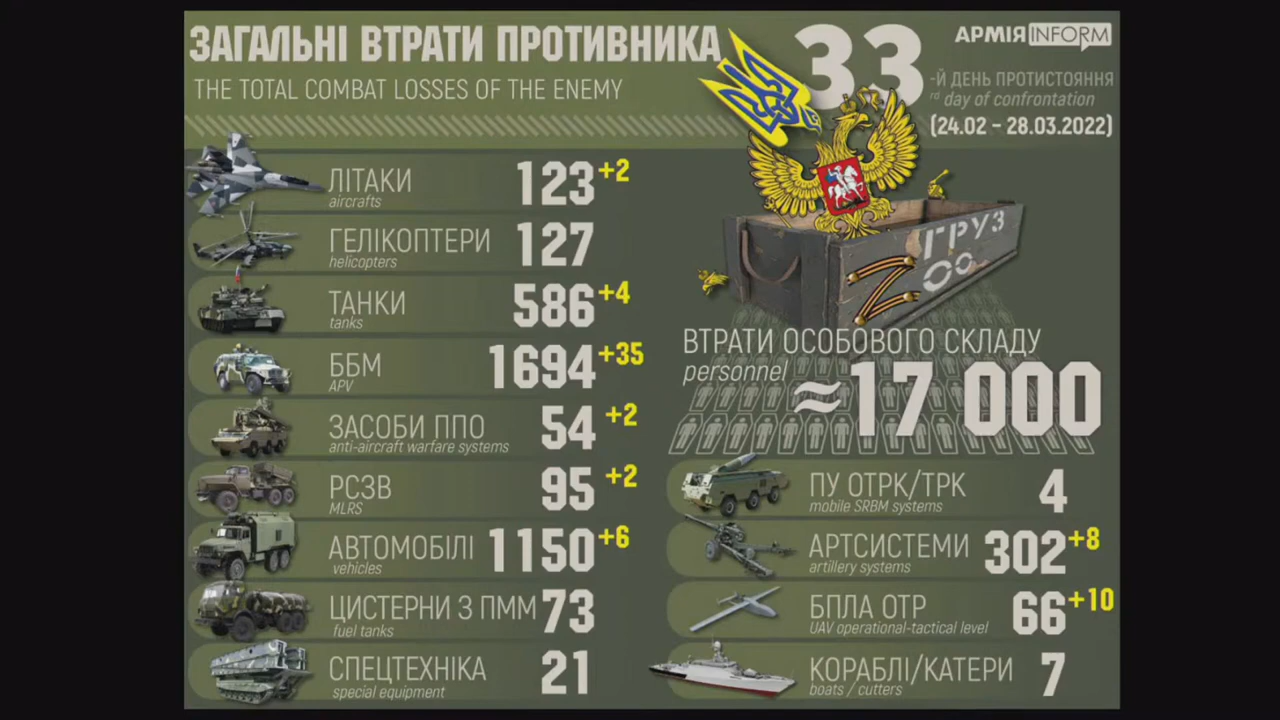 ЗАГАЛЬНІ ВТРАТИ ПРОТИВНИКА
THE TOTAL COMBAT LOSSES OF THE ENEMY
33
-Й ДЕНЬ ПРОТИСТОЯННЯ
rd day of confrontation
(24.02 – 28.03.2022)
АРМІЯ INFORM
ЛІТАКИ 123 +2
aircrafts
ГЕЛІКОПТЕРИ 127
helicopters
ТАНКИ 586 +4
tanks
ББМ 1694 +35
APV
ЗАСОБИ ППО 54 +2
anti-aircraft warfare systems
РСЗВ 95 +2
MLRS
АВТОМОБІЛІ 1150 +6
vehicles
ЦИСТЕРНИ З ПММ 73
fuel tanks
СПЕЦТЕХНІКА 21
special equipment
ГРУЗ
200
ВТРАТИ ОСОБОВОГО СКЛАДУ
personnel ≈17 000
ПУ ОТРК/ТРК 4
mobile SRBM systems
АРТСИСТЕМИ 302 +8
artillery systems
БПЛА ОТР 66 +10
UAV operational-tactical level
КОРАБЛІ/КАТЕРИ 7
boats / cutters